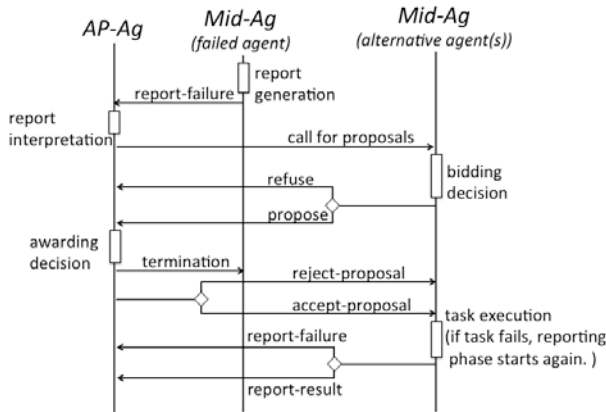 AP-Ag
Mid-Ag
(failed agent)
Mid-Ag
(alternative agent(s))
report
generation
report-failure
report
interpretation
call for proposals
bidding
decision
refuse
propose
awarding
decision
termination
reject-proposal
accept-proposal
task execution
(if task fails, reporting
phase starts again. )
report-failure
report-result